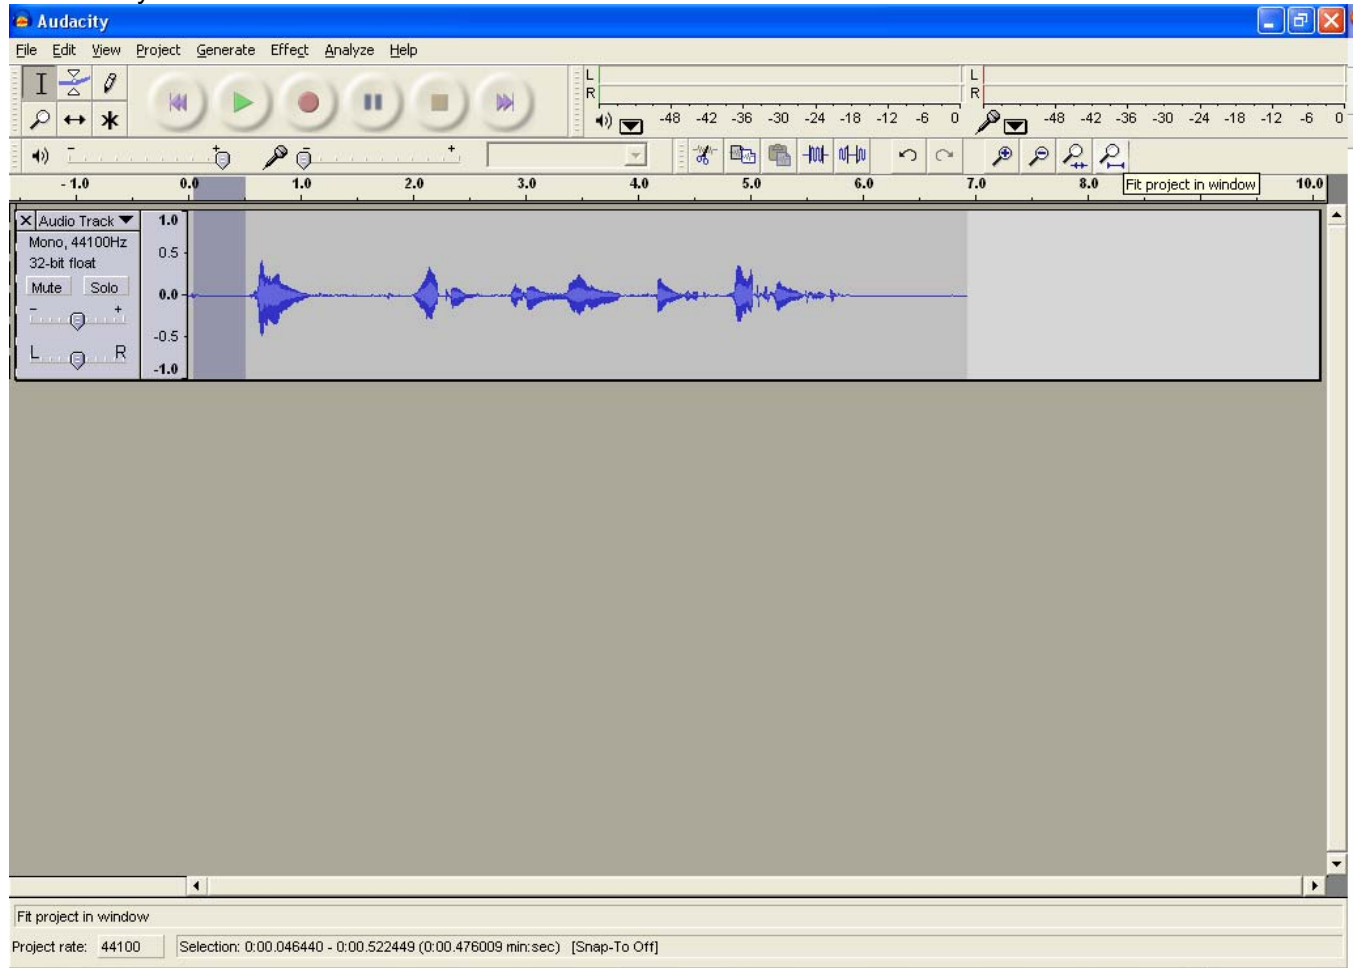 Audacity
File Edit View Project Generate Effect Analyze Help
L
R
-48 -42 -36 -30 -24 -18 -12 -6 0
L
R
-48 -42 -36 -30 -24 -18 -12 -6 0
- +
- +
- 1.0 0.0 1.0 2.0 3.0 4.0 5.0 6.0 7.0 8.0 10.0
Fit project in window
X Audio Track
Mono, 44100Hz
32-bit float
Mute Solo
- +
L R
1.0
0.5
0.0
-0.5
-1.0
Fit project in window
Project rate: 44100 Selection: 0:00.046440 - 0:00.522449 (0:00.476009 min:sec) [Snap-To Off]